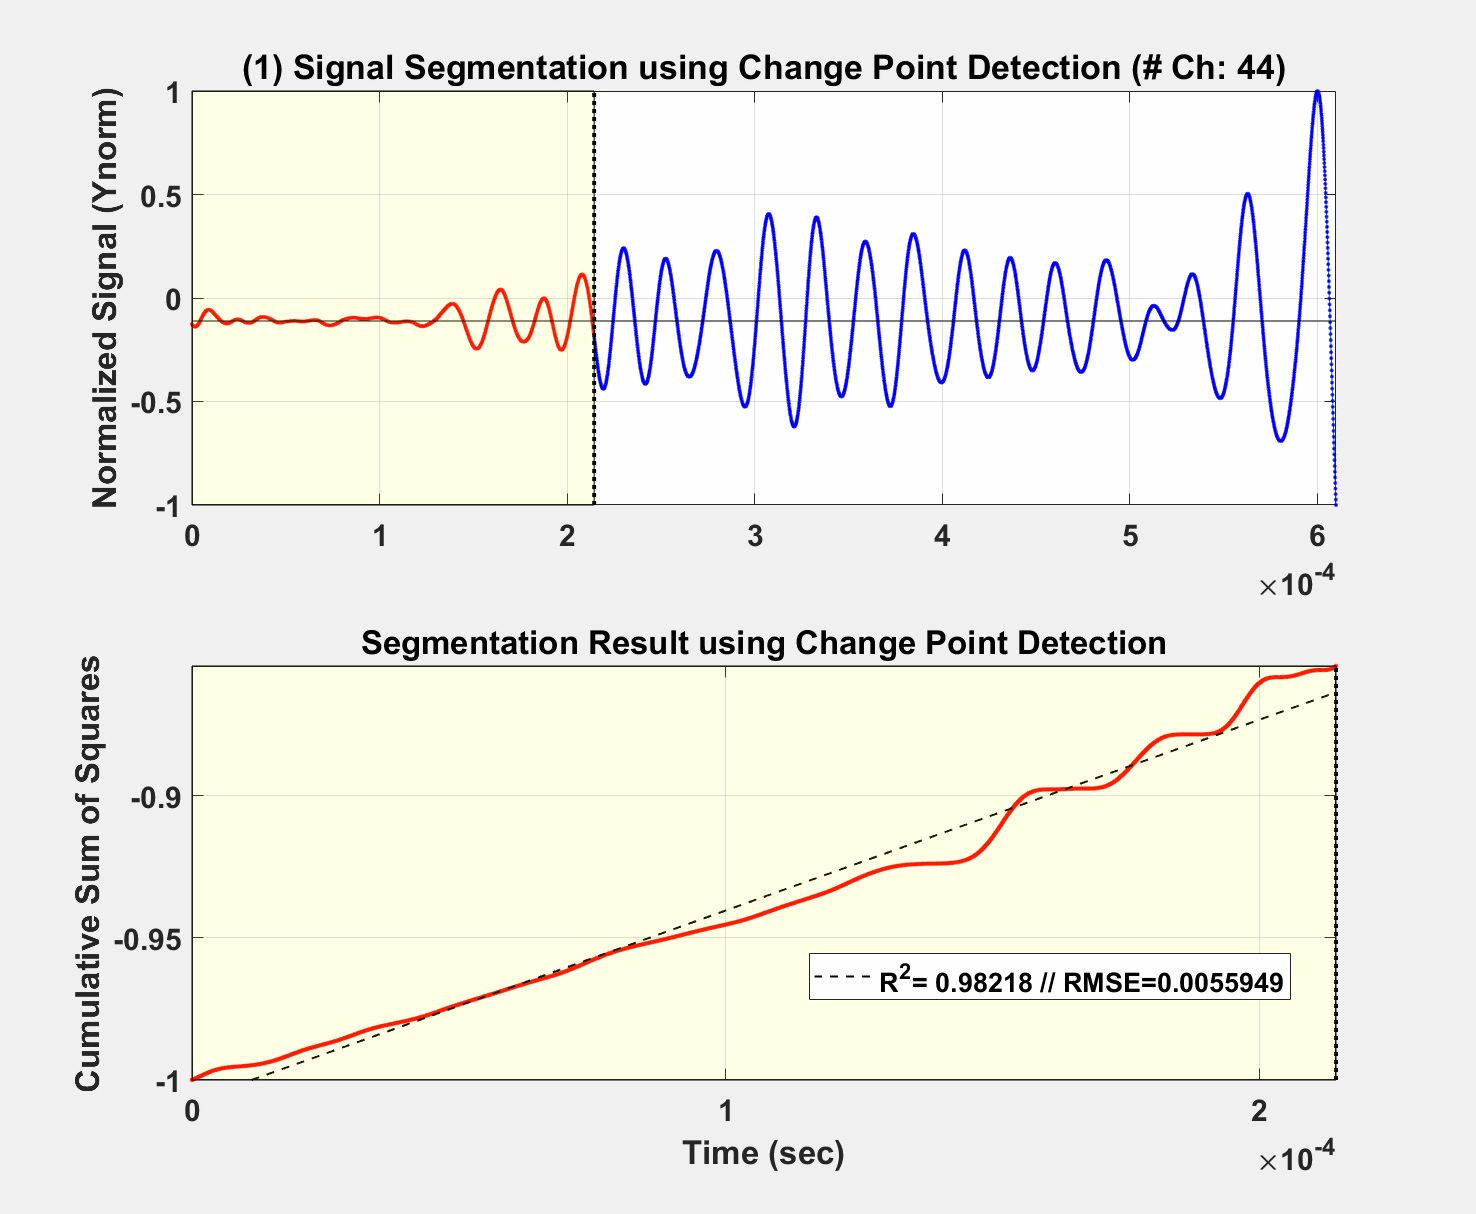 (1) Signal Segmentation using Change Point Detection (# Ch: 44)
Normalized Signal (Ynorm)
1
0.5
0
-0.5
-1
0 1 2 3 4 5 6
×10-4
Segmentation Result using Change Point Detection
Cumulative Sum of Squares
-0.9
-0.95
-1
R2= 0.98218 // RMSE=0.0055949
0 1 2
Time (sec)
×10-4